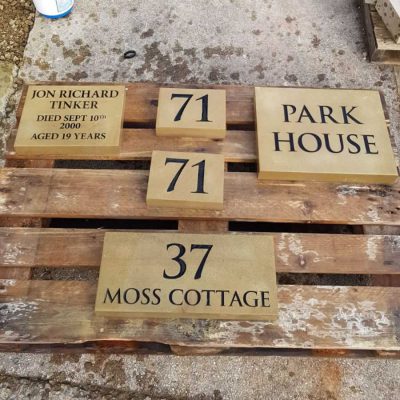 JON RICHARD
TINKER
DIED SEPT 10TH
2000
AGED 19 YEARS
71
PARK
HOUSE
71
37
MOSS COTTAGE